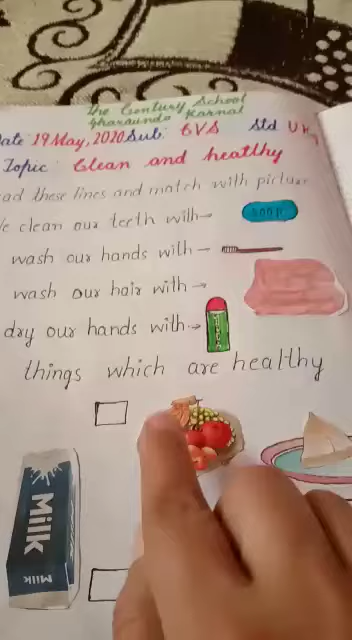 The Century School
Gharaunda Karnal
Date: 19 May, 2020 Sub: EVS Std UKG
Topic: Clean and healthy
ead these lines and match with picture
We clean our teeth with→
Soap
wash our hands with→
wash our hair with→
dry our hands with→
things which are healthy
Milk
Milk